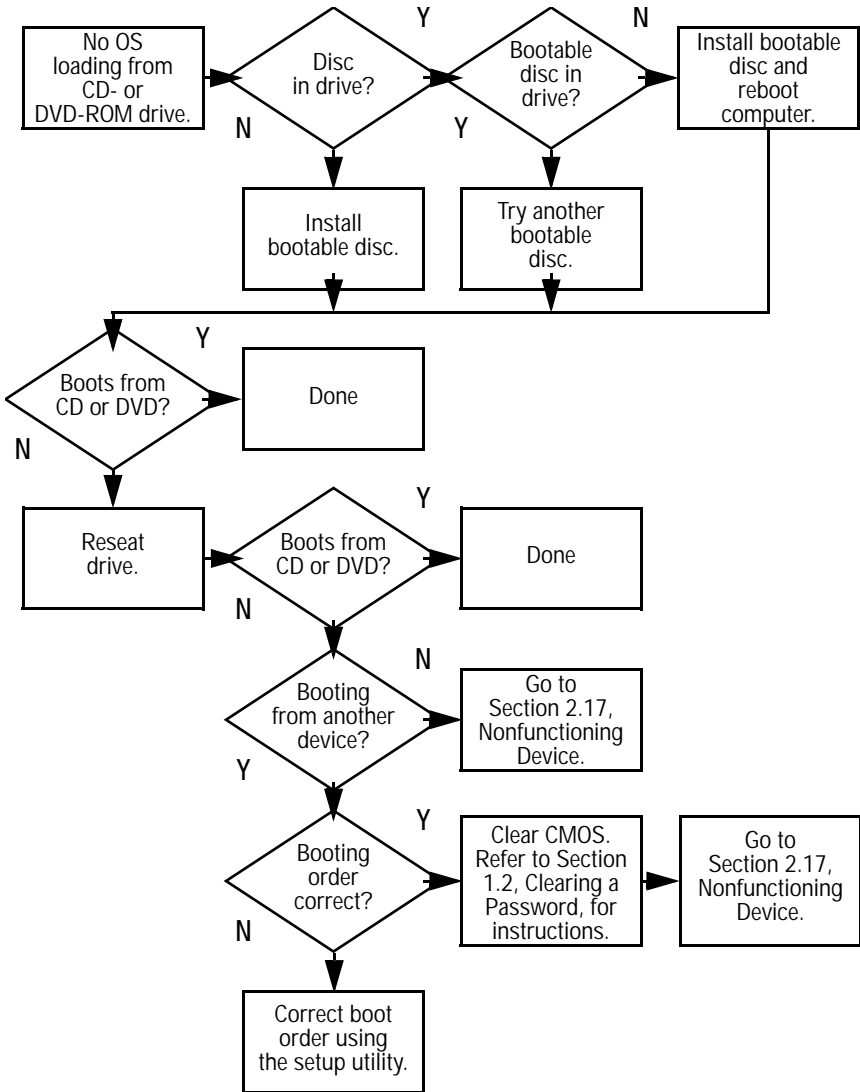 No OS
loading from
CD- or
DVD-ROM drive.
Disc
in drive?
Y
N
Bootable
disc in
drive?
N
Y
Install bootable
disc and
reboot
computer.
Install
bootable disc.
Try another
bootable
disc.
Boots from
CD or DVD?
Y
N
Done
Reseat
drive.
Boots from
CD or DVD?
Y
N
Done
Booting
from another
device?
N
Y
Go to
Section 2.17,
Nonfunctioning
Device.
Booting
order
correct?
Y
N
Clear CMOS.
Refer to Section
1.2, Clearing a
Password, for
instructions.
Go to
Section 2.17,
Nonfunctioning
Device.
Correct boot
order using
the setup utility.